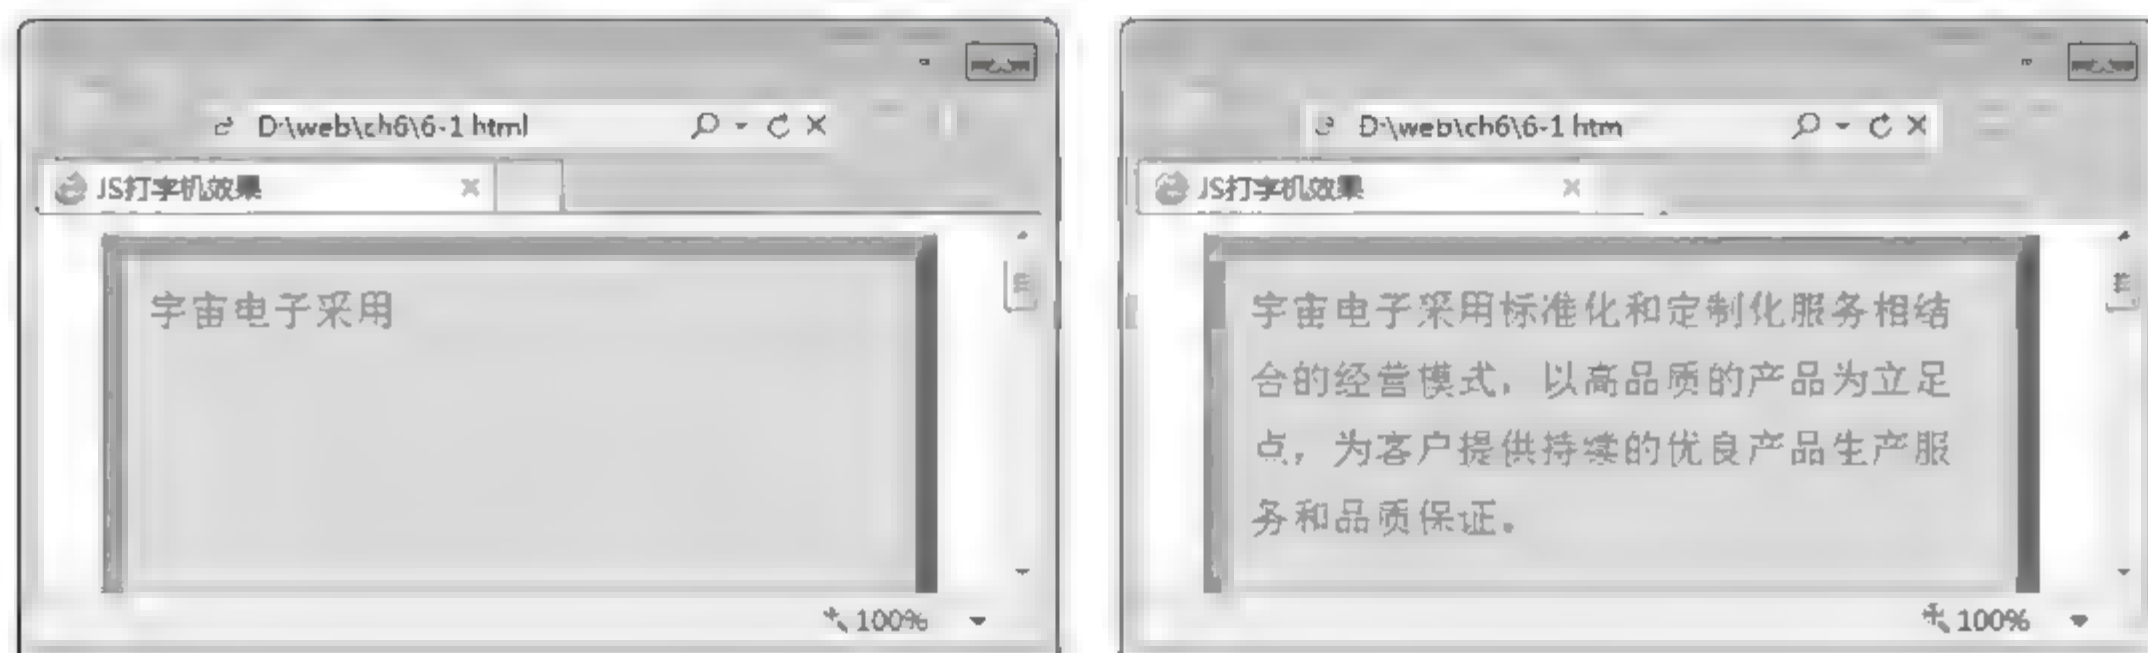 D:\web\ch6\6-1 html
JS打字机效果
宇宙电子采用
100%
D:\web\ch6\6-1 htm
JS打字机效果
宇宙电子采用标准化和定制化服务相结
合的经营模式，以高品质的产品为立足
点，为客户提供持续的优良产品生产服
务和品质保证。
100%